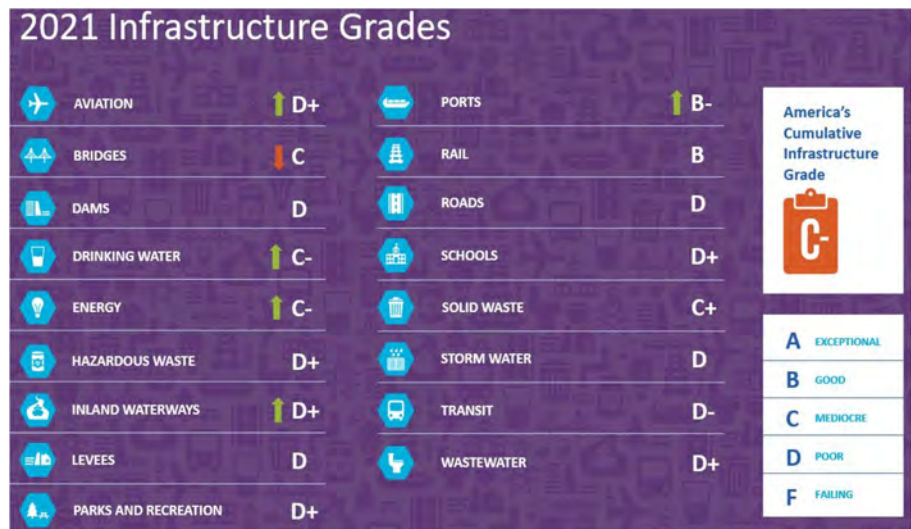 2021 Infrastructure Grades
AVIATION D+
BRIDGES C
DAMS D
DRINKING WATER C-
ENERGY C-
HAZARDOUS WASTE D+
INLAND WATERWAYS D+
LEVEES D
PARKS AND RECREATION D+
PORTS B-
RAIL B
ROADS D
SCHOOLS D+
SOLID WASTE C+
STORM WATER D
TRANSIT D-
WASTEWATER D+
America's
Cumulative
Infrastructure
Grade
C-
A EXCEPTIONAL
B GOOD
C MEDIOCRE
D POOR
F FAILING